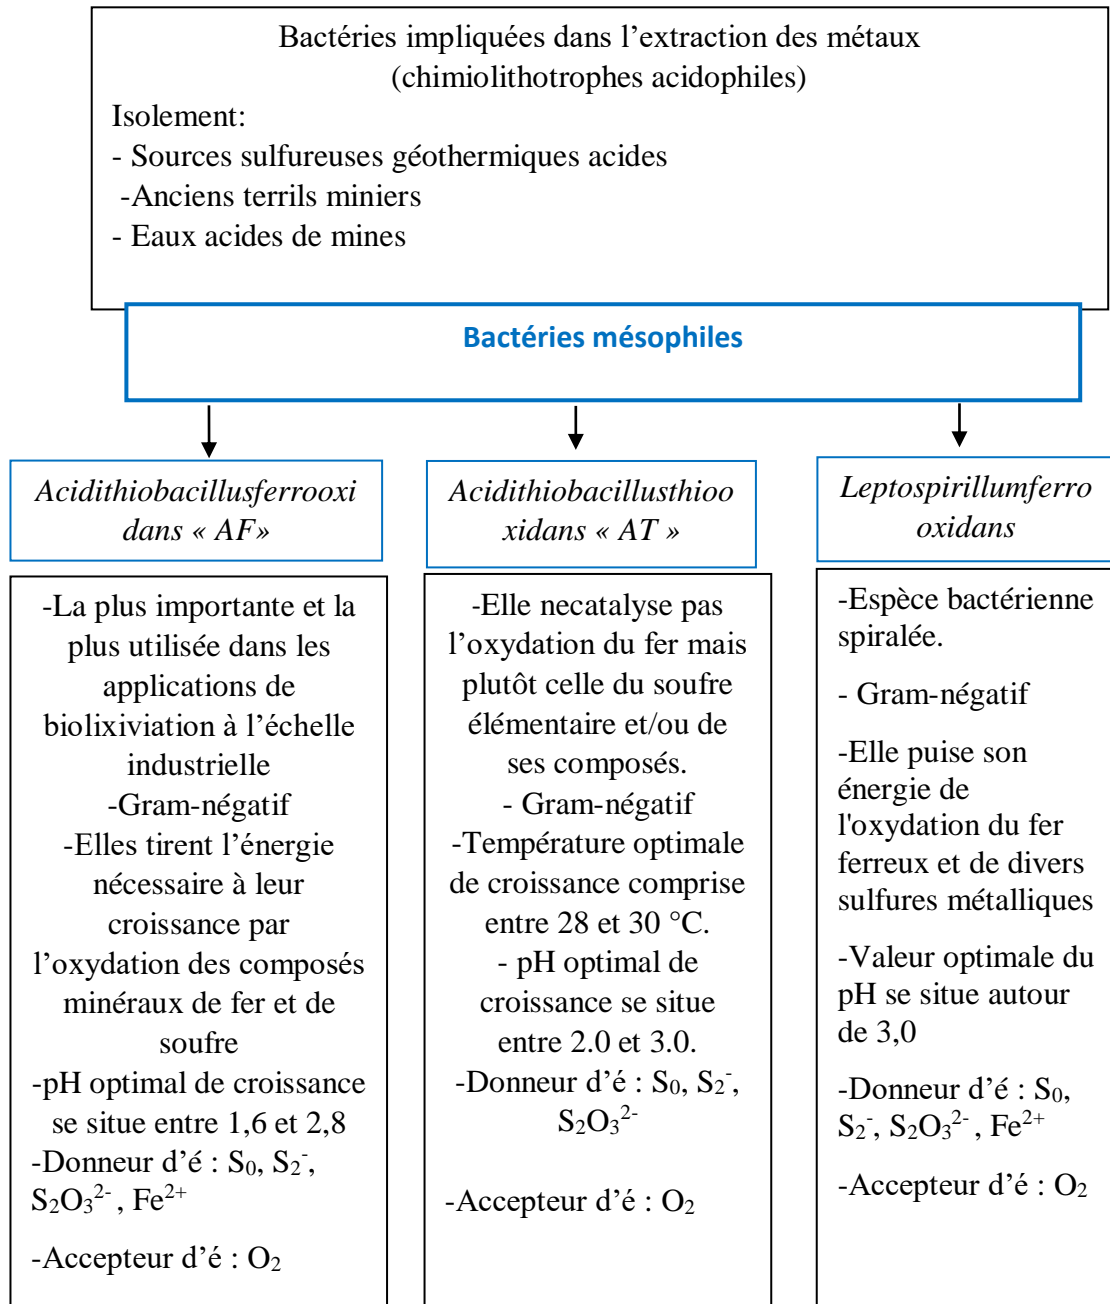 Bactéries impliquées dans l’extraction des métaux
(chimiolithotrophes acidophiles)
Isolement:
- Sources sulfureuses géothermiques acides
-Anciens terrils miniers
- Eaux acides de mines
Bactéries mésophiles
Acidithiobacillusferrooxi
dans « AF»
-La plus importante et la
plus utilisée dans les
applications de
biolixiviation à l’échelle
industrielle
-Gram-négatif
-Elles tirent l’énergie
nécessaire à leur
croissance par
l’oxydation des composés
minéraux de fer et de
soufre
-pH optimal de croissance
se situe entre 1,6 et 2,8
-Donneur d’é : S₀, S₂⁻,
S₂O₃²⁻ , Fe²⁺
-Accepteur d’é : O₂
Acidithiobacillusthioo
xidans « AT »
-Elle necatalyse pas
l’oxydation du fer mais
plutôt celle du soufre
élémentaire et/ou de
ses composés.
- Gram-négatif
-Température optimale
de croissance comprise
entre 28 et 30 °C.
- pH optimal de
croissance se situe
entre 2.0 et 3.0.
-Donneur d’é : S₀, S₂⁻,
S₂O₃²⁻
-Accepteur d’é : O₂
Leptospirillumferro
oxidans
-Espèce bactérienne
spiralée.
- Gram-négatif
-Elle puise son
énergie de
l'oxydation du fer
ferreux et de divers
sulfures métalliques
-Valeur optimale du
pH se situe autour
de 3,0
-Donneur d’é : S₀,
S₂⁻, S₂O₃²⁻ , Fe²⁺
-Accepteur d’é : O₂